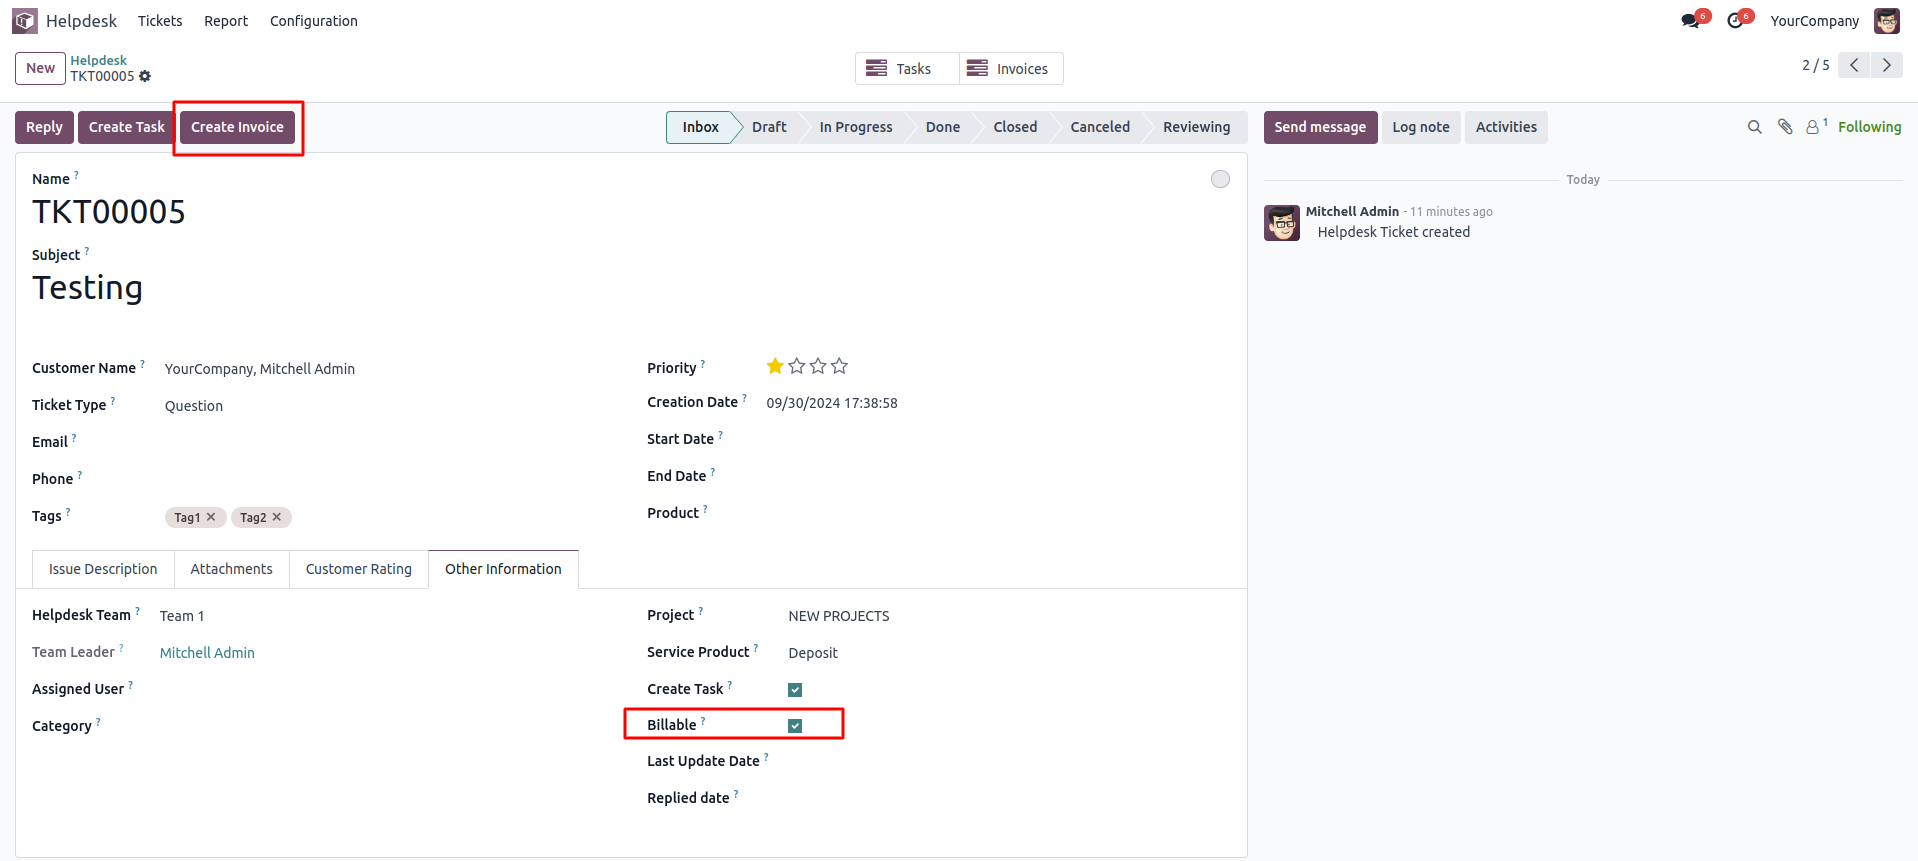 Helpdesk Tickets Report Configuration 6 6 YourCompany
New Helpdesk Tasks Invoices 2 / 5
TKT00005
Reply Create Task Create Invoice Inbox Draft In Progress Done Closed Canceled Reviewing Send message Log note Activities 1 Following
Name ?
TKT00005
Subject ?
Testing
Today
Mitchell Admin - 11 minutes ago
Helpdesk Ticket created
Customer Name ? YourCompany, Mitchell Admin
Ticket Type ? Question
Email ?
Phone ?
Tags ? Tag1 ✕ Tag2 ✕
Priority ?
Creation Date ? 09/30/2024 17:38:58
Start Date ?
End Date ?
Product ?
Issue Description Attachments Customer Rating Other Information
Helpdesk Team ? Team 1
Team Leader ? Mitchell Admin
Assigned User ?
Category ?
Project ? NEW PROJECTS
Service Product ? Deposit
Create Task ?
Billable ?
Last Update Date ?
Replied date ?